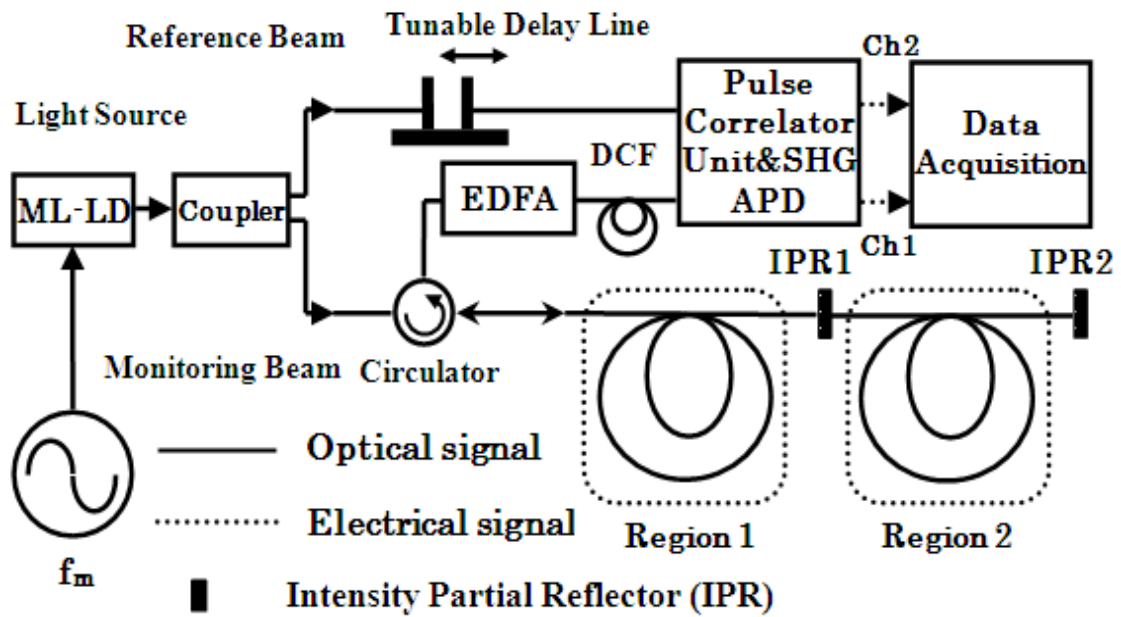 Reference Beam
Tunable Delay Line
Ch2
Light Source
Pulse
Correlator
Unit&SHG
APD
Data
Acquisition
DCF
ML-LD
Coupler
EDFA
Ch1
IPR1
IPR2
Monitoring Beam
Circulator
Optical signal
Electrical signal
Region 1
Region 2
fm
Intensity Partial Reflector (IPR)